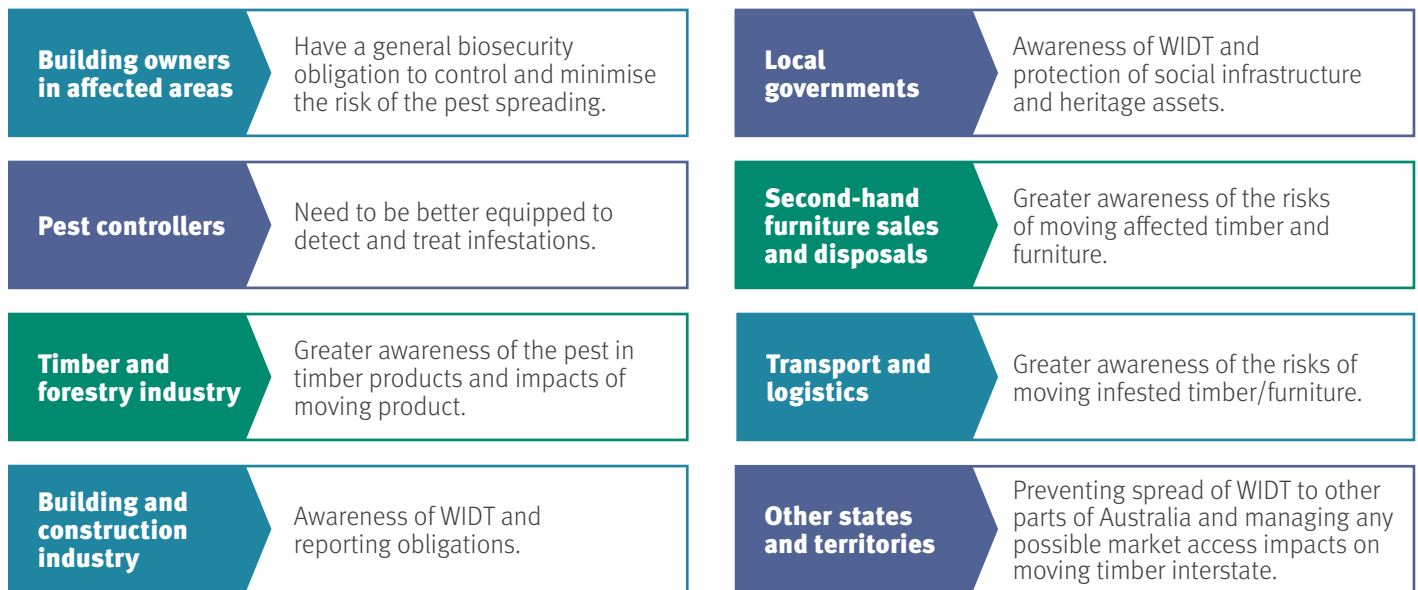 Building owners
in affected areas
Have a general biosecurity
obligation to control and minimise
the risk of the pest spreading.
Local
governments
Awareness of WIDT and
protection of social infrastructure
and heritage assets.
Pest controllers
Need to be better equipped to
detect and treat infestations.
Second-hand
furniture sales
and disposals
Greater awareness of the risks
of moving affected timber and
furniture.
Timber and
forestry industry
Greater awareness of the pest in
timber products and impacts of
moving product.
Transport and
logistics
Greater awareness of the risks of
moving infested timber/furniture.
Building and
construction
industry
Awareness of WIDT and
reporting obligations.
Other states
and territories
Preventing spread of WIDT to other
parts of Australia and managing any
possible market access impacts on
moving timber interstate.